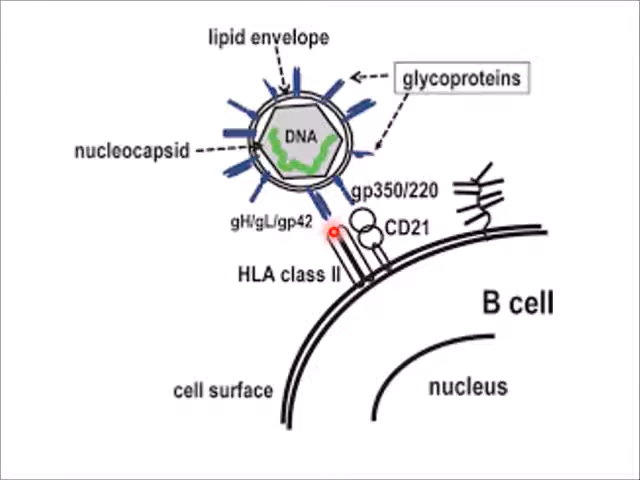 lipid envelope
glycoproteins
DNA
nucleocapsid
gp350/220
gH/gL/gp42
CD21
HLA class II
B cell
cell surface
nucleus